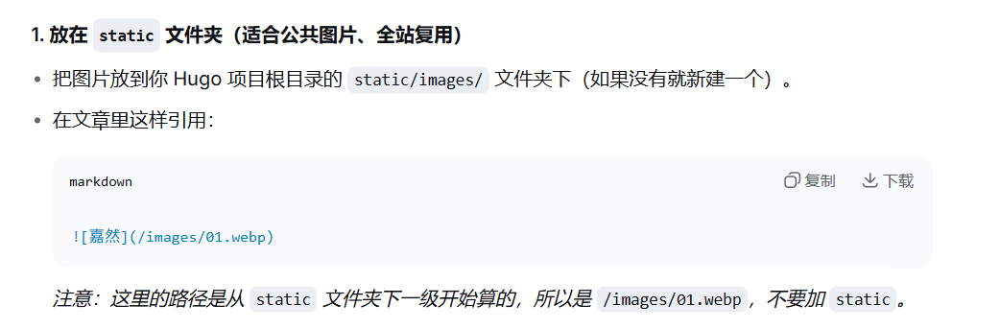 1. 放在 static 文件夹（适合公共图片、全站复用）
把图片放到你 Hugo 项目根目录的 static/images/ 文件夹下（如果没有就新建一个）。
在文章里这样引用：
markdown 复制 下载
![嘉然](/images/01.webp)
注意：这里的路径是从 static 文件夹下一级开始算的，所以是 /images/01.webp，不要加 static。